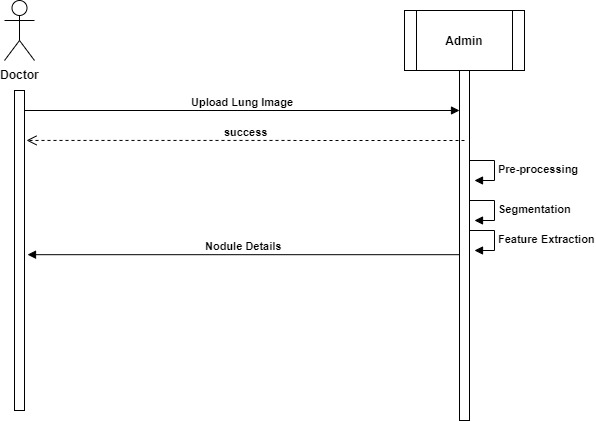 Doctor
Admin
Upload Lung Image
success
Pre-processing
Segmentation
Feature Extraction
Nodule Details